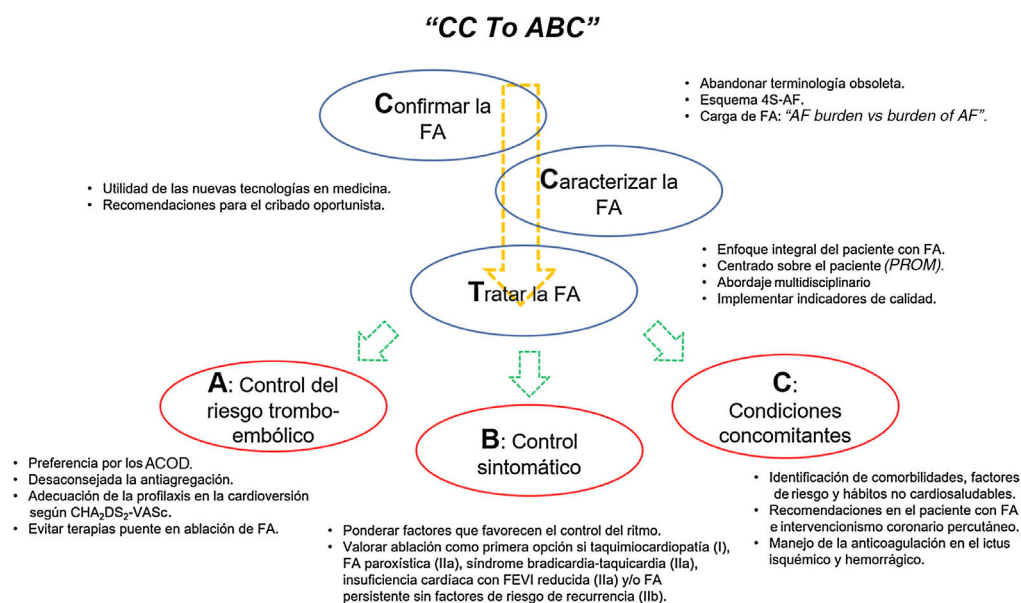 “CC To ABC”
Confirmar la
FA
• Abandonar terminología obsoleta.
• Esquema 4S-AF.
• Carga de FA: “AF burden vs burden of AF”.
Caracterizar la
FA
• Utilidad de las nuevas tecnologías en medicina.
• Recomendaciones para el cribado oportunista.
Tratar la FA
• Enfoque integral del paciente con FA.
• Centrado sobre el paciente (PROM).
• Abordaje multidisciplinario
• Implementar indicadores de calidad.
A: Control del
riesgo trombo-
embólico
• Preferencia por los ACOD.
• Desaconsejada la antiagregación.
• Adecuación de la profilaxis en la cardioversión
según CHA₂DS₂-VASc.
• Evitar terapias puente en ablación de FA.
B: Control
sintomático
• Ponderar factores que favorecen el control del ritmo.
• Valorar ablación como primera opción si taquimiocardiopatía (I),
FA paroxística (IIa), síndrome bradicardia-taquicardia (IIa),
insuficiencia cardíaca con FEVI reducida (IIa) y/o FA
persistente sin factores de riesgo de recurrencia (IIb).
C:
Condiciones
concomitantes
• Identificación de comorbilidades, factores
de riesgo y hábitos no cardiosaludables.
• Recomendaciones en el paciente con FA
e intervencionismo coronario percutáneo.
• Manejo de la anticoagulación en el ictus
isquémico y hemorrágico.